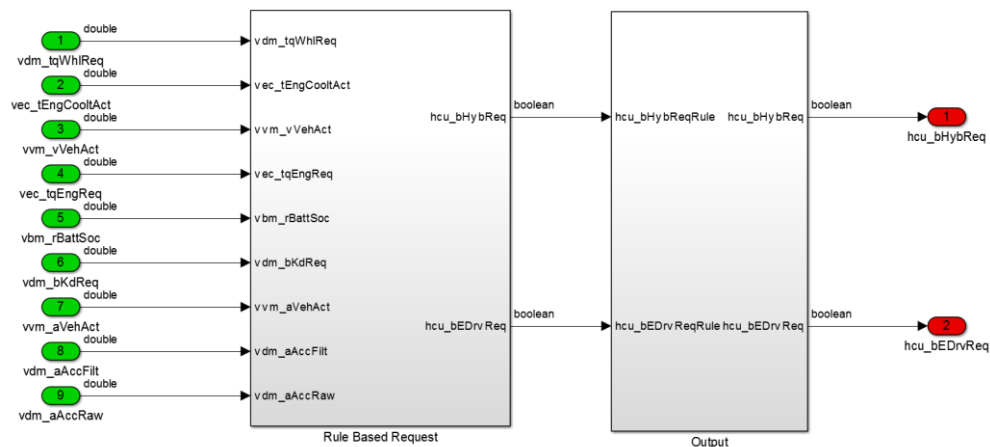 double
1
vdm_tqWhlReq
double
2
vec_tEngCooltAct
double
3
vvm_vVehAct
double
4
vec_tqEngReq
double
5
vbm_rBattSoc
double
6
vdm_bKdReq
double
7
vvm_aVehAct
double
8
vdm_aAccFilt
double
9
vdm_aAccRaw
vdm_tqWhlReq
vec_tEngCooltAct
vvm_vVehAct
vec_tqEngReq
vbm_rBattSoc
vdm_bKdReq
vvm_aVehAct
vdm_aAccFilt
vdm_aAccRaw
hcu_bHybReq
hcu_bEDrvReq
Rule Based Request
boolean
boolean
hcu_bHybReqRule hcu_bHybReq
hcu_bEDrvReqRule hcu_bEDrvReq
Output
boolean
1
hcu_bHybReq
boolean
2
hcu_bEDrvReq